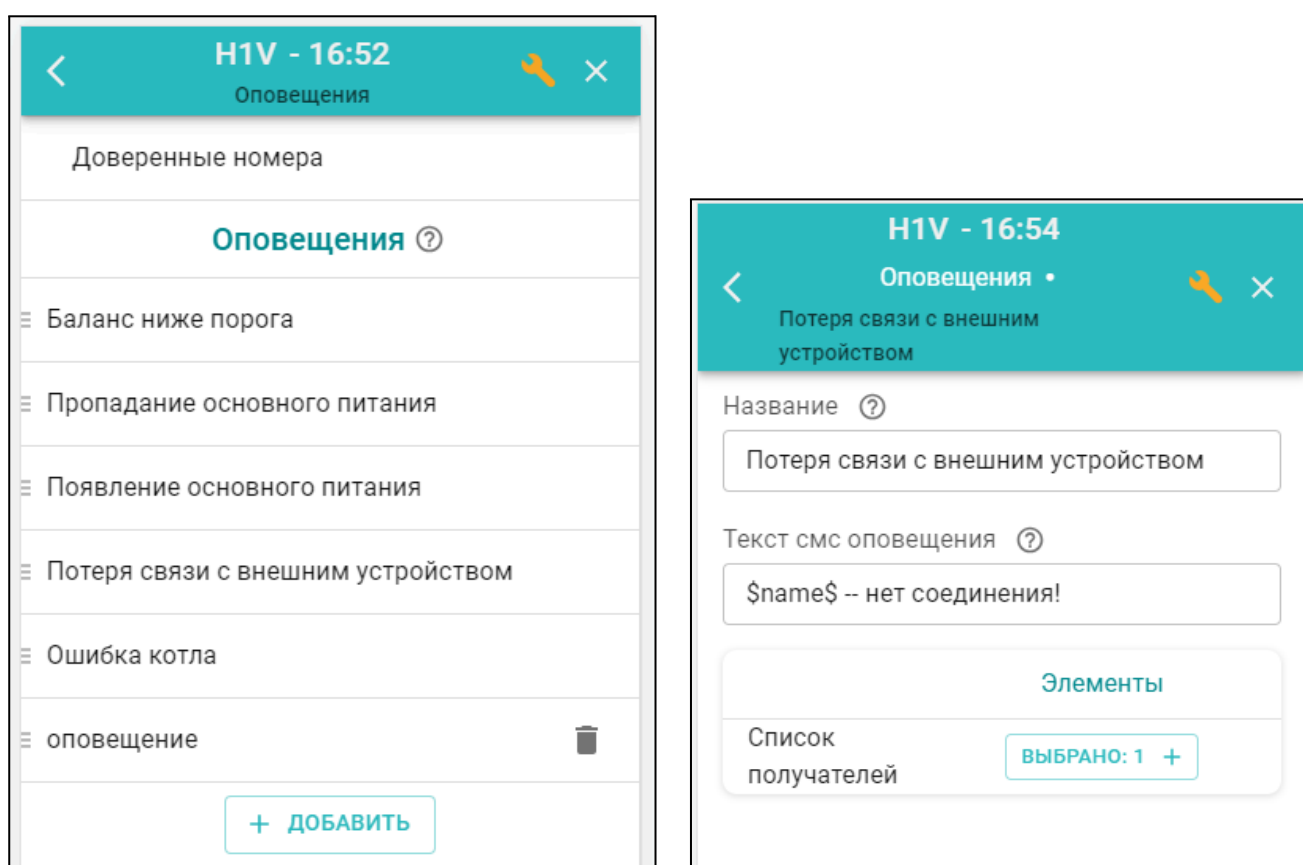 H1V - 16:52
Оповещения
Доверенные номера
Оповещения ?
Баланс ниже порога
Пропадание основного питания
Появление основного питания
Потеря связи с внешним устройством
Ошибка котла
оповещение
+ ДОБАВИТЬ
H1V - 16:54
Оповещения •
Потеря связи с внешним
устройством
Название ?
Потеря связи с внешним устройством
Текст смс оповещения ?
$name$ -- нет соединения!
Элементы
Список
получателей
ВЫБРАНО: 1 +